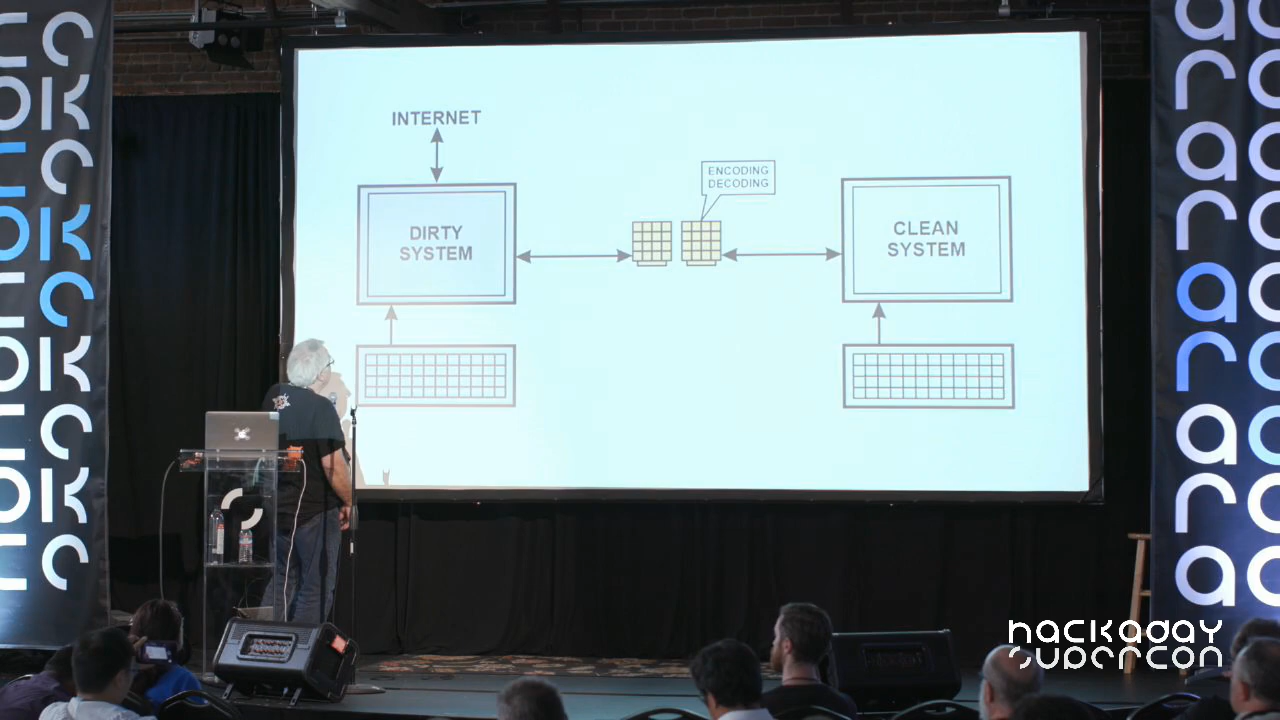 INTERNET
ENCODING
DECODING
DIRTY
SYSTEM
CLEAN
SYSTEM
hackaday
supercon